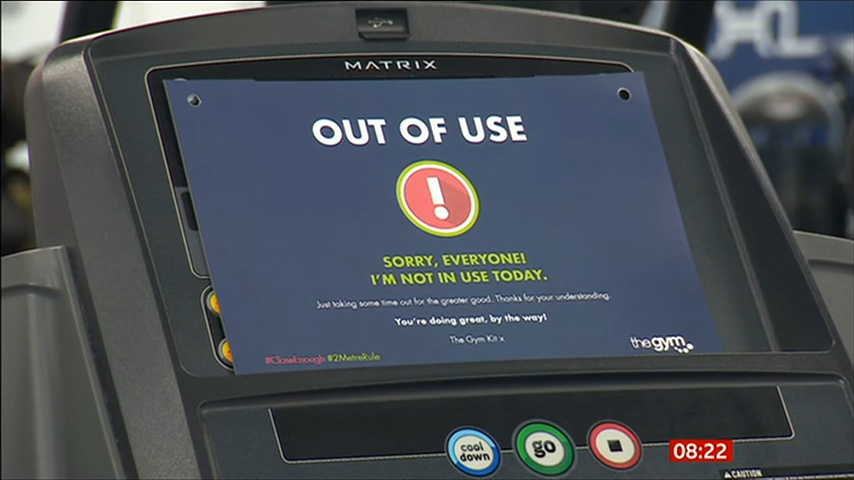 MATRIX
OUT OF USE
!
SORRY, EVERYONE!
I'M NOT IN USE TODAY.
Just taking some time out for the greater good. Thanks for your understanding.
You're doing great, by the way!
The Gym Kit x
#CloseEnough #2MetreRule
thegym
cool
down
go
08:22
CAUTION
XL